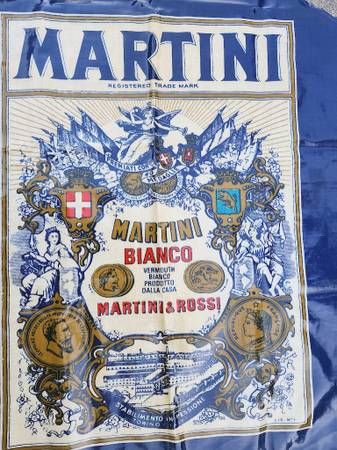 MARTINI
REGISTERED TRADE MARK
MARTINI
BIANCO
VERMOUTH
BIANCO
PRODOTTO
DALLA CASA
MARTINI & ROSSI
STABILIMENTO IN PESSIONE
TORINO